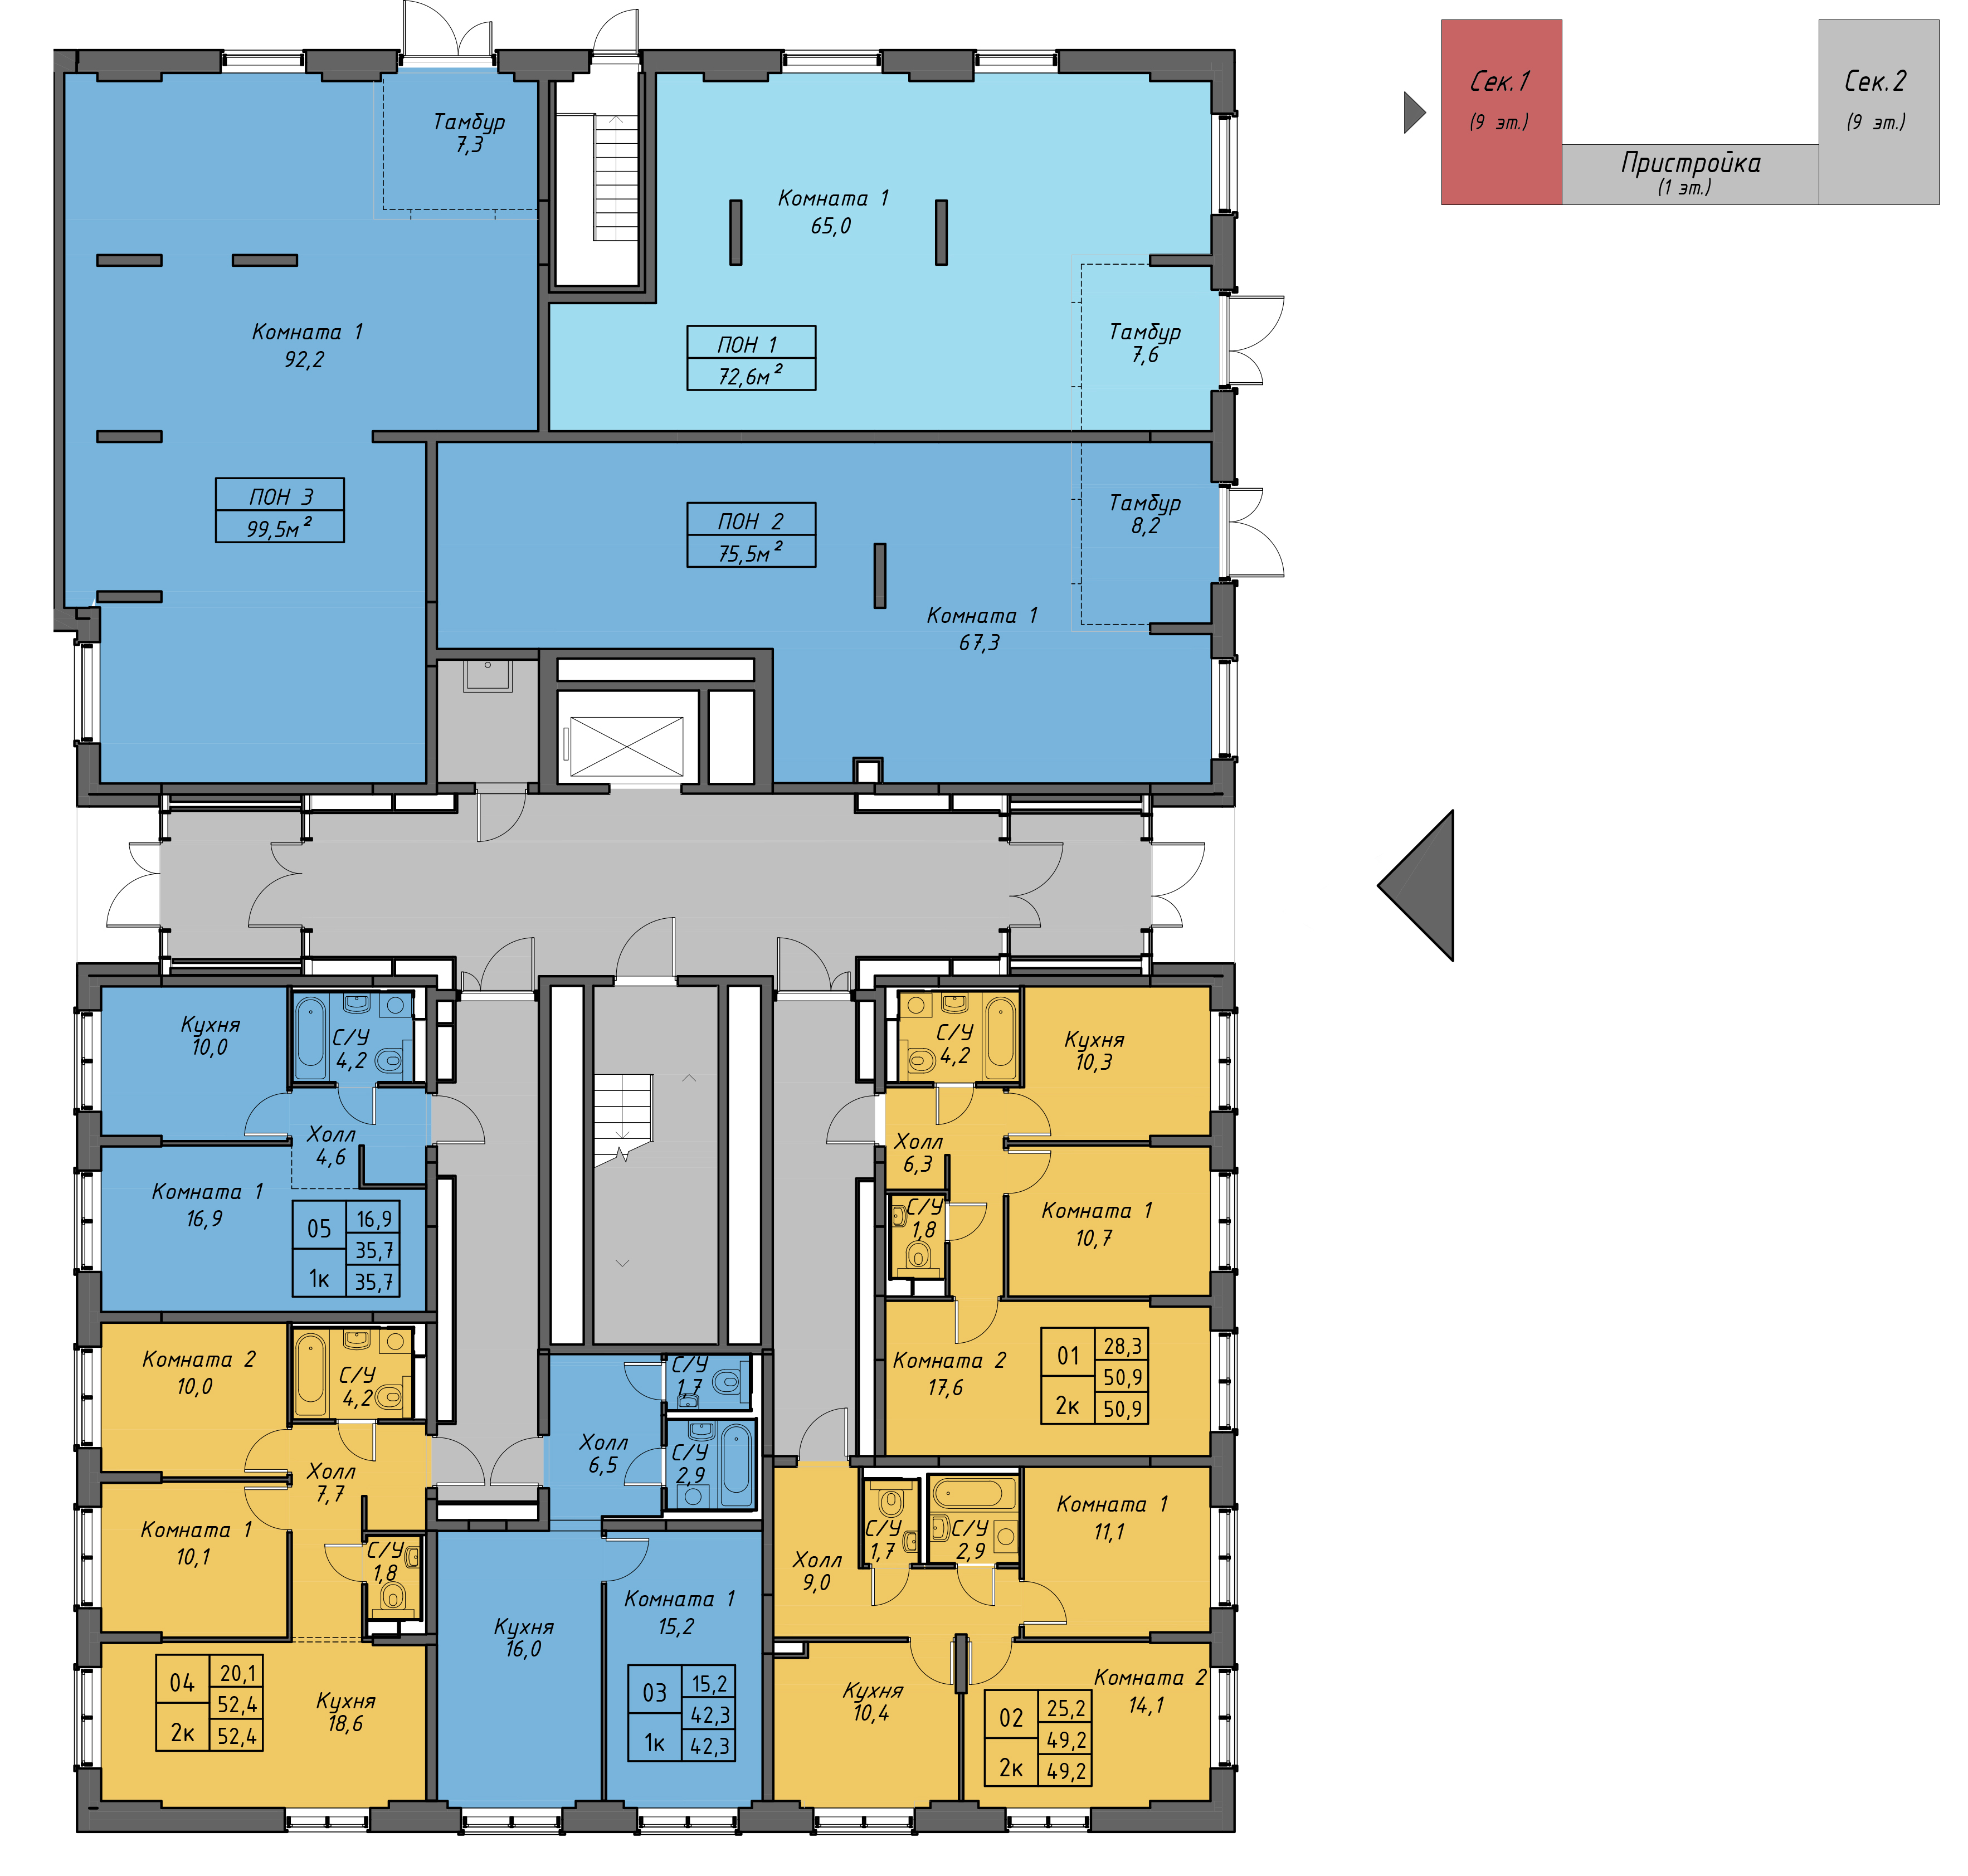 Сек.1
(9 эт.)
Сек.2
(9 эт.)
Пристройка
(1 эт.)
Тамбур
7,3
Комната 1
65,0
Комната 1
92,2
ПОН 1
72,6м²
Тамбур
7,6
ПОН 3
99,5м²
ПОН 2
75,5м²
Тамбур
8,2
Комната 1
67,3
Кухня
10,0
С/У
4,2
Холл
4,6
Комната 1
16,9
05
1к
16,9
35,7
35,7
С/У
4,2
Кухня
10,3
Холл
6,3
С/У
1,8
Комната 1
10,7
Комната 2
17,6
01
2к
28,3
50,9
50,9
Комната 2
10,0
С/У
4,2
Холл
7,7
Комната 1
10,1
С/У
1,8
04
2к
20,1
52,4
52,4
Кухня
18,6
С/У
1,7
Холл
6,5
С/У
2,9
Кухня
16,0
Комната 1
15,2
03
1к
15,2
42,3
42,3
Холл
9,0
С/У
1,7
С/У
2,9
Комната 1
11,1
Кухня
10,4
Комната 2
14,1
02
2к
25,2
49,2
49,2